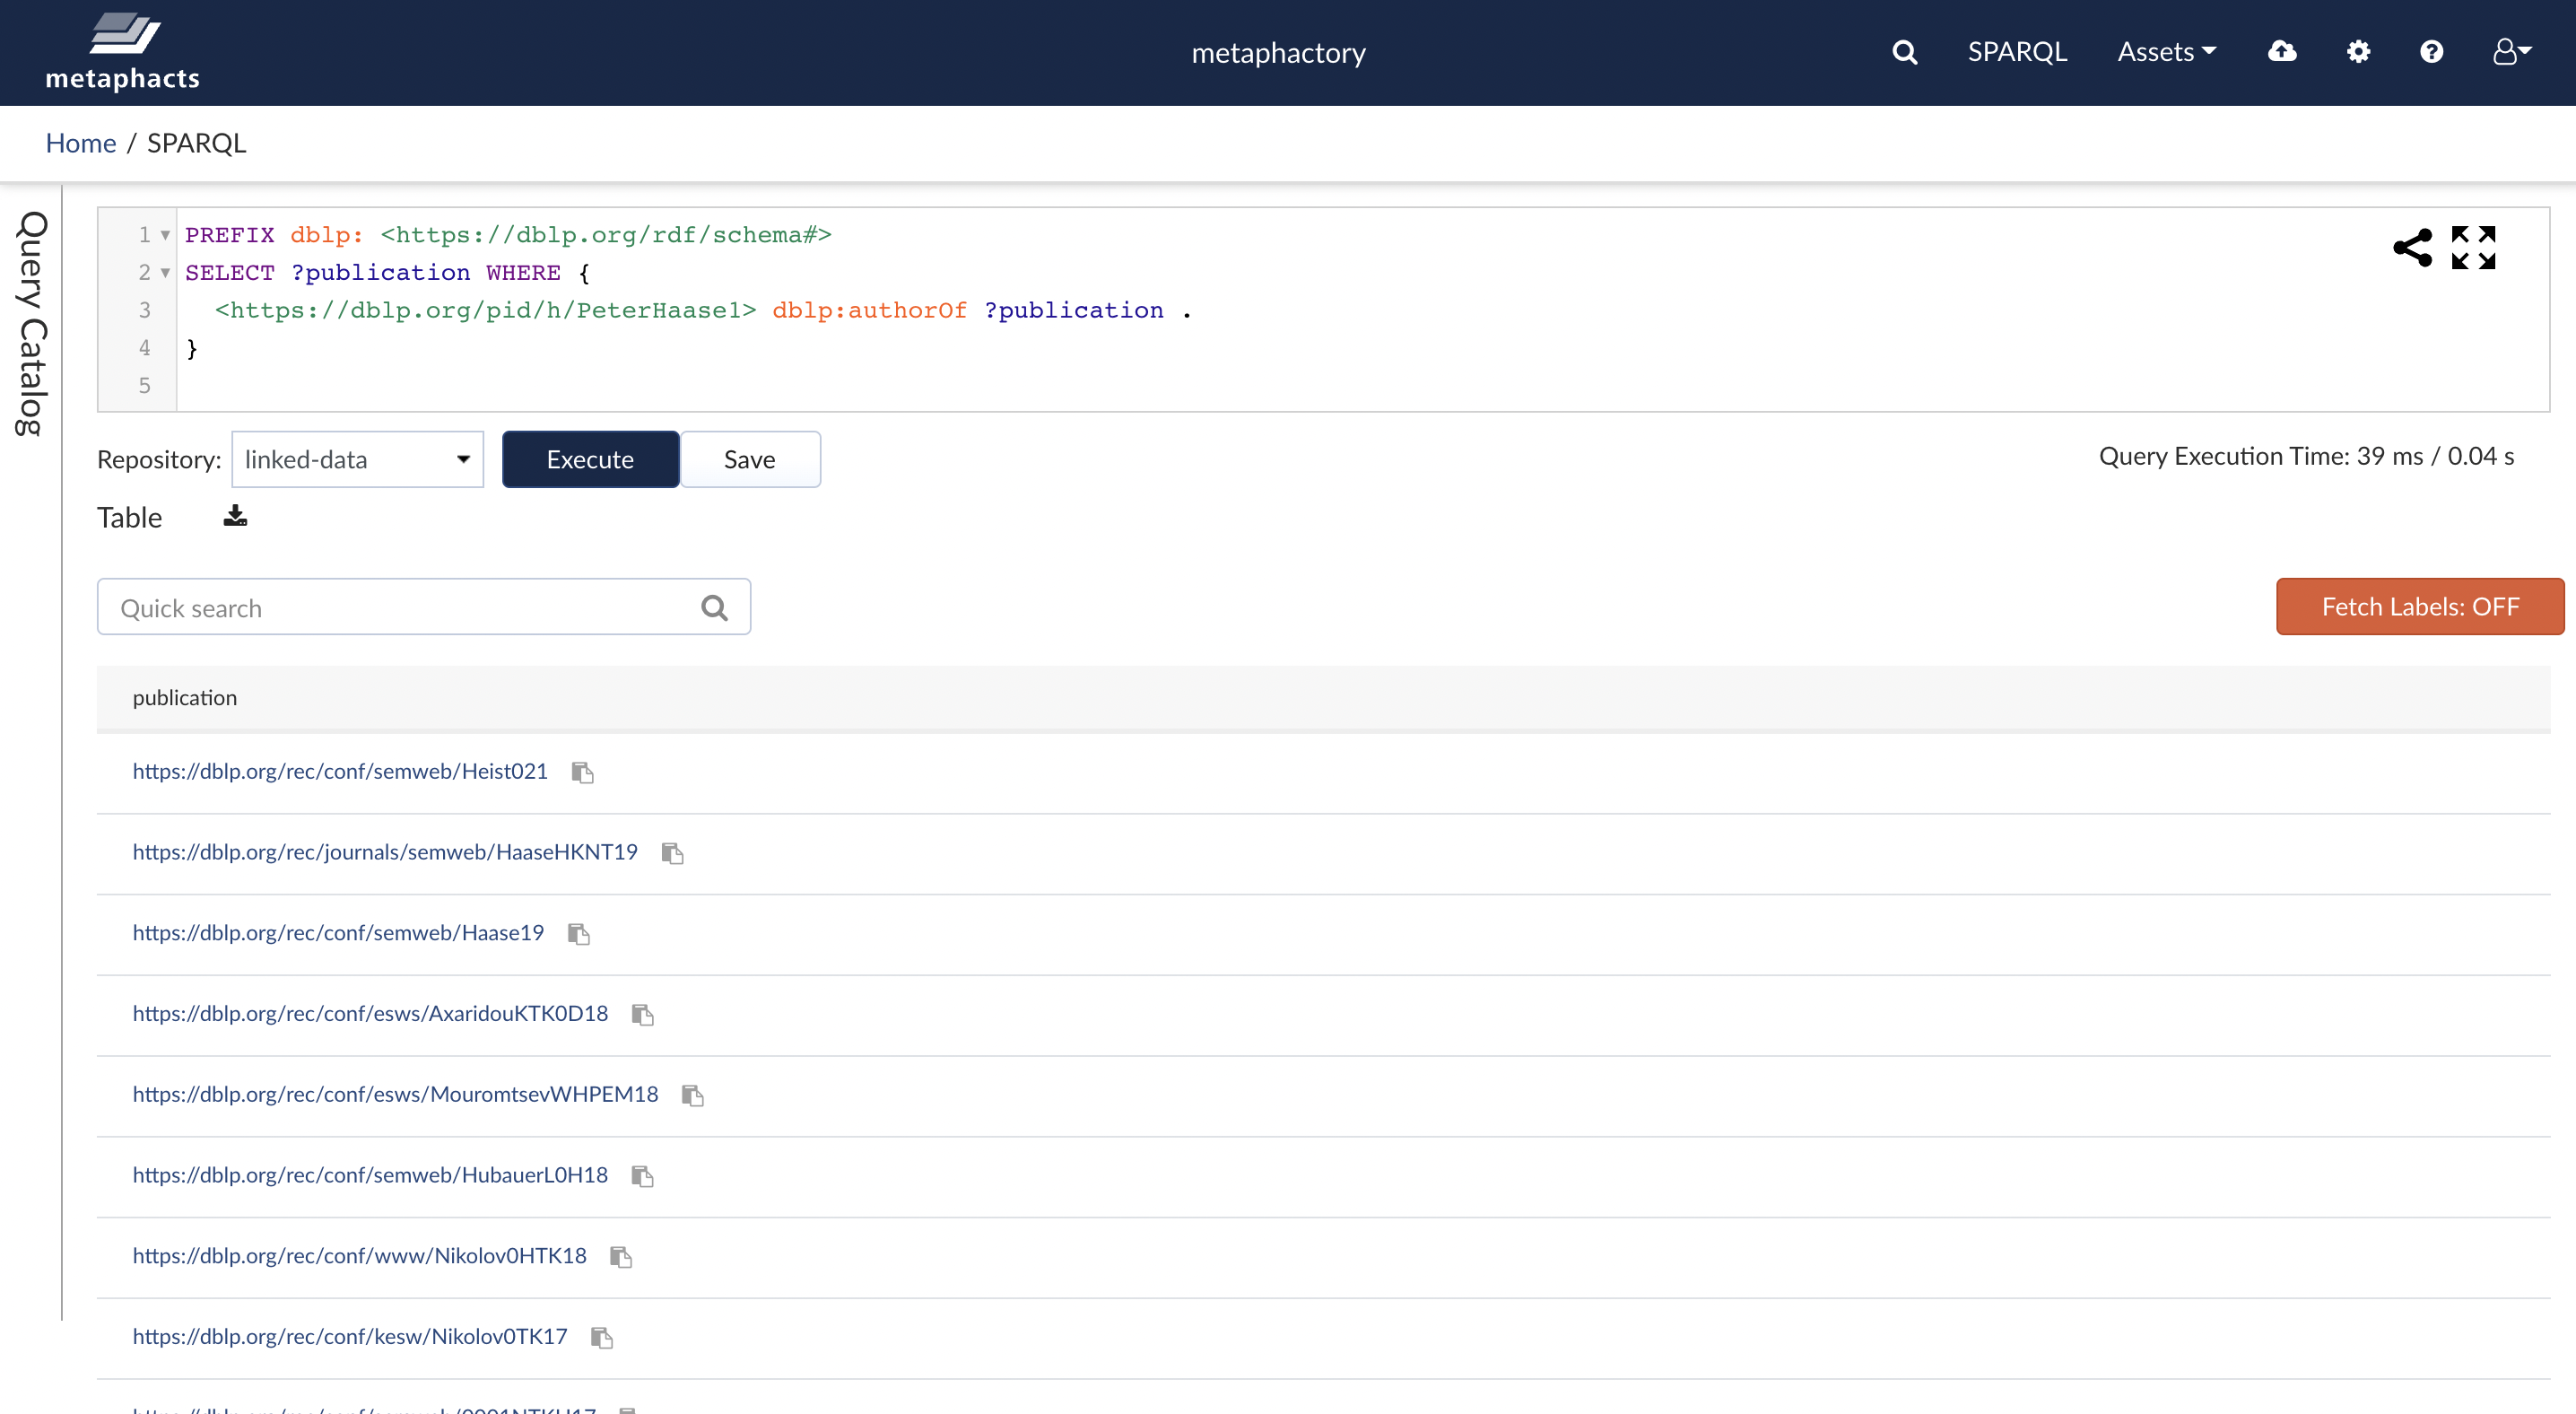 metaphacts
metaphactory
SPARQL
Assets
Home / SPARQL
Query Catalog
1 PREFIX dblp: <https://dblp.org/rdf/schema#>
2 SELECT ?publication WHERE {
3 <https://dblp.org/pid/h/PeterHaase1> dblp:authorOf ?publication .
4 }
5
Repository: linked-data Execute Save
Query Execution Time: 39 ms / 0.04 s
Table
Quick search
Fetch Labels: OFF
publication
https://dblp.org/rec/conf/semweb/Heist021
https://dblp.org/rec/journals/semweb/HaaseHKNT19
https://dblp.org/rec/conf/semweb/Haase19
https://dblp.org/rec/conf/esws/AxaridouKTK0D18
https://dblp.org/rec/conf/esws/MouromtsevWHPEM18
https://dblp.org/rec/conf/semweb/HubauerL0H18
https://dblp.org/rec/conf/www/Nikolov0HTK18
https://dblp.org/rec/conf/kesw/Nikolov0TK17